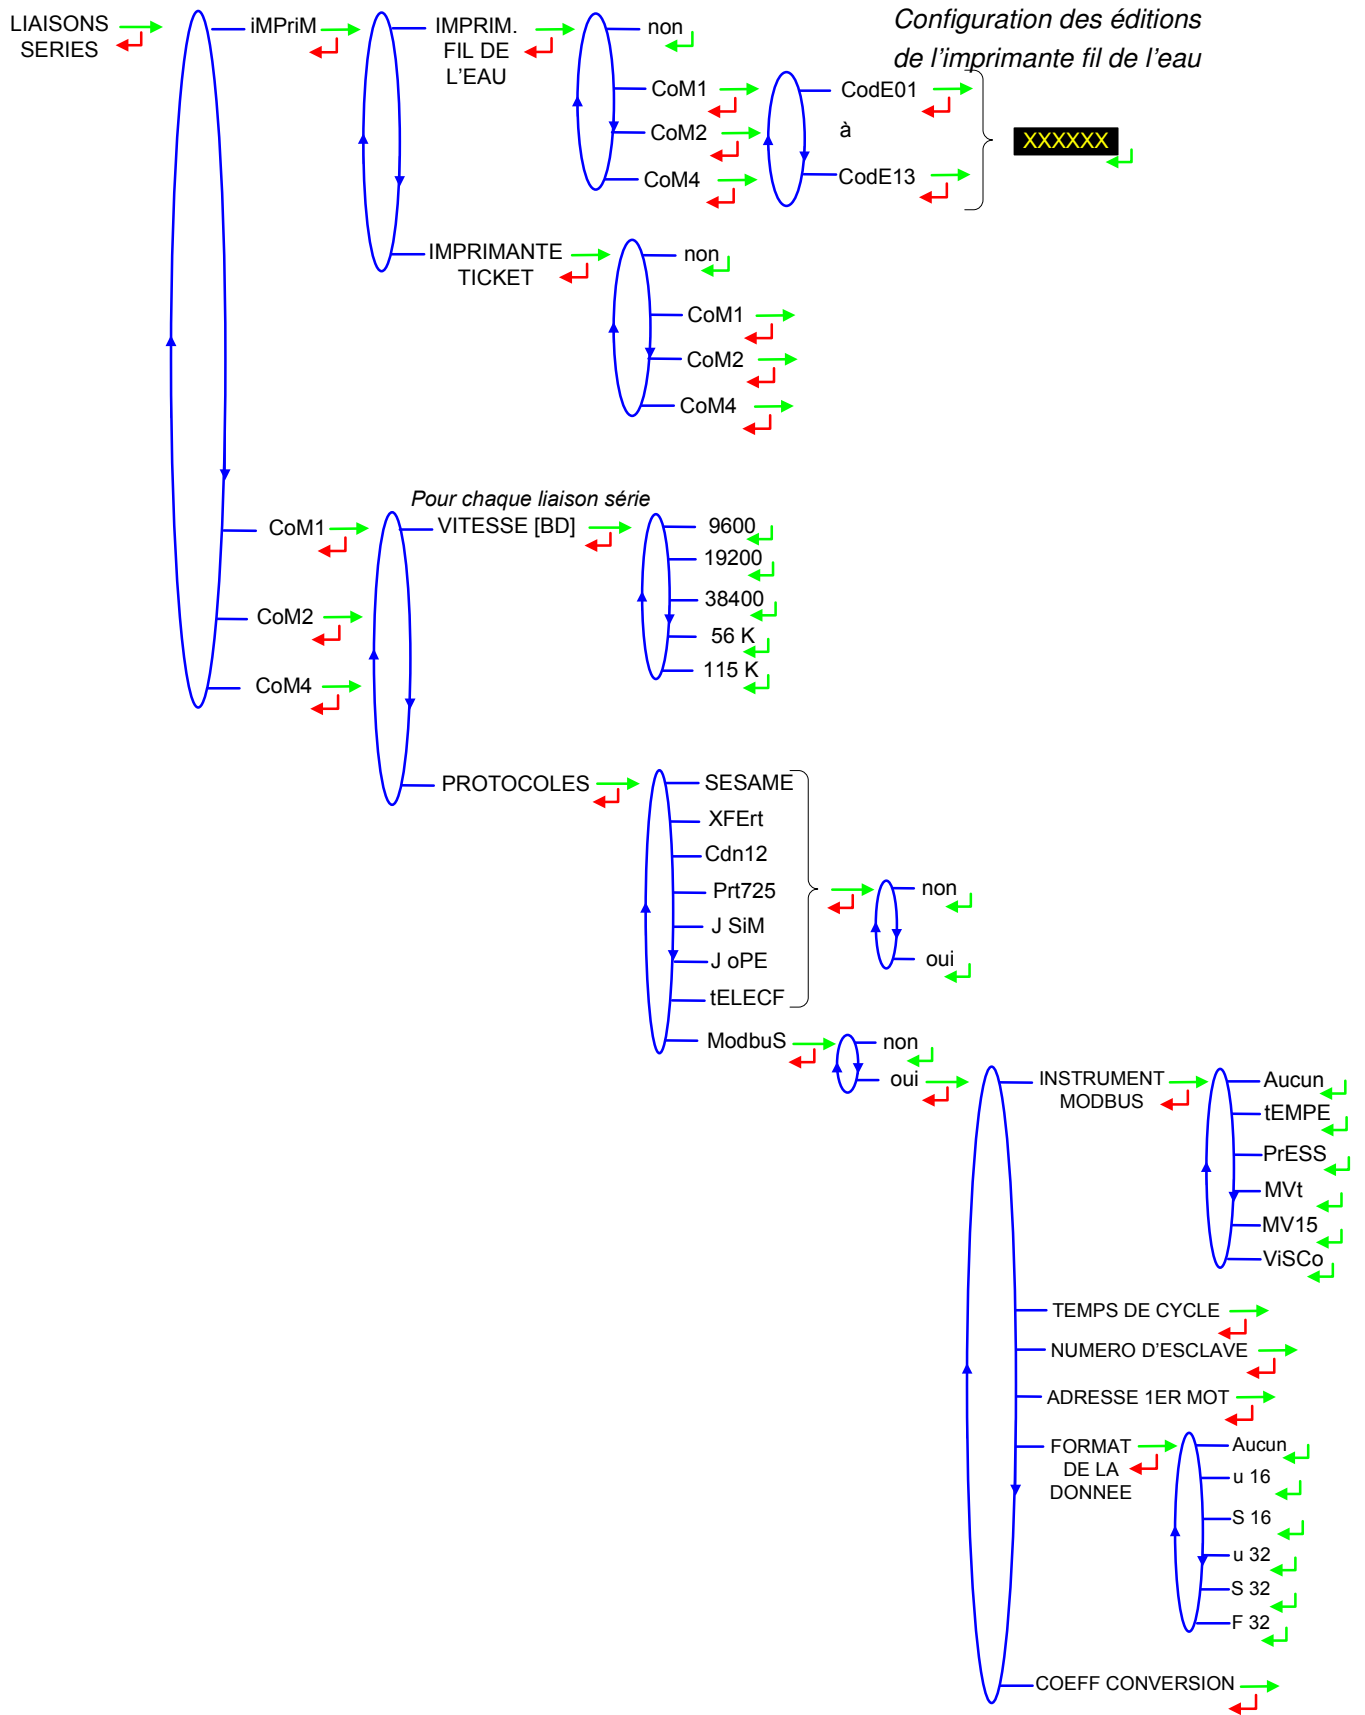 LIAISONS
SERIES
iMPriM
IMPRIM.
FIL DE
L'EAU
non
CoM1
CoM2
CoM4
Configuration des éditions
de l'imprimante fil de l'eau
CodE01
à
CodE13
XXXXXX
IMPRIMANTE
TICKET
non
CoM1
CoM2
CoM4
CoM1
CoM2
CoM4
Pour chaque liaison série
VITESSE [BD]
9600
19200
38400
56 K
115 K
PROTOCOLES
SESAME
XFErt
Cdn12
Prt725
J SiM
J oPE
tELECF
non
oui
ModbuS
non
oui
INSTRUMENT
MODBUS
Aucun
tEMPE
PrESS
MVt
MV15
ViSCo
TEMPS DE CYCLE
NUMERO D'ESCLAVE
ADRESSE 1ER MOT
FORMAT
DE LA
DONNEE
Aucun
u 16
S 16
u 32
S 32
F 32
COEFF CONVERSION